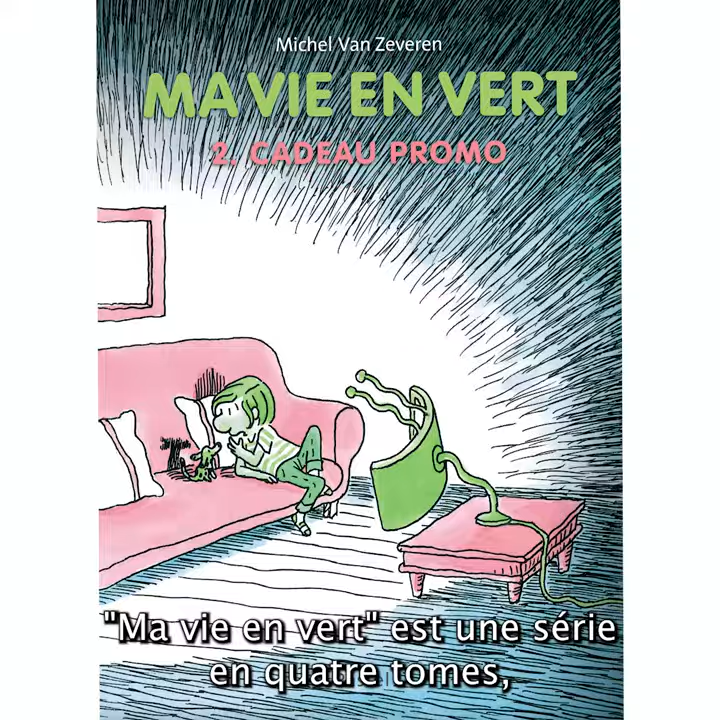 Michel Van Zeveren
MA VIE EN VERT
2. CADEAU PROMO
"Ma vie en vert" est une série
en quatre tomes,